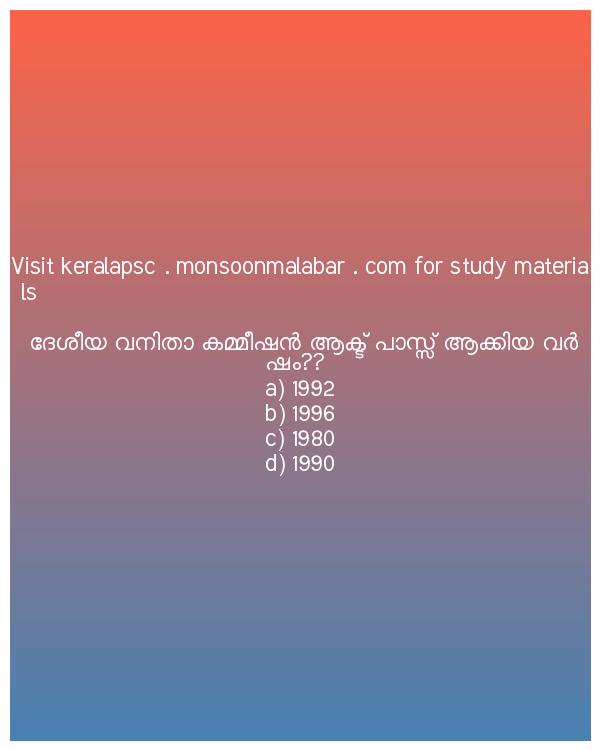 Visit keralapsc . monsoonmalabar . com for study materia
ls
ദേശീയ വനിതാ കമ്മീഷൻ ആക്ട് പാസ്സ് ആക്കിയ വർ
ഷം??
a) 1992
b) 1996
c) 1980
d) 1990